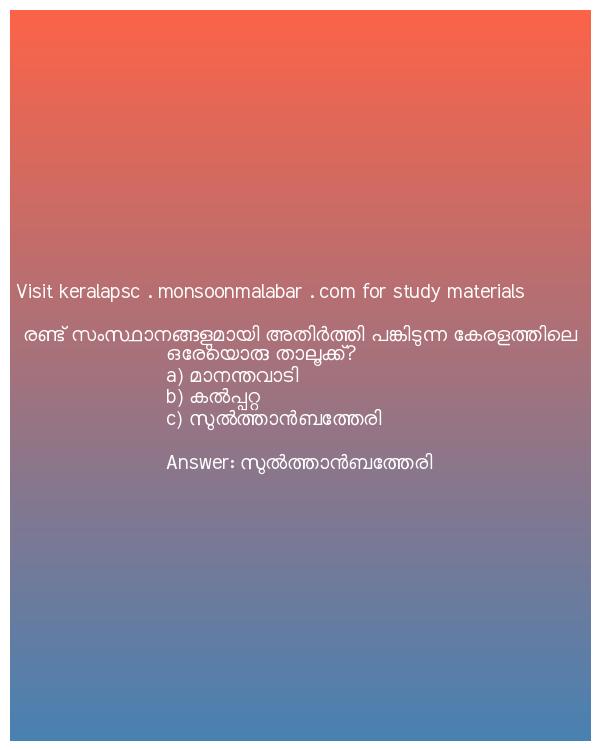 Visit keralapsc . monsoonmalabar . com for study materials
രണ്ട് സംസ്ഥാനങ്ങളുമായി അതിർത്തി പങ്കിടുന്ന കേരളത്തിലെ
ഒരേയൊരു താലൂക്ക്?
a) മാനന്തവാടി
b) കൽപ്പറ്റ
c) സുൽത്താൻബത്തേരി
Answer: സുൽത്താൻബത്തേരി